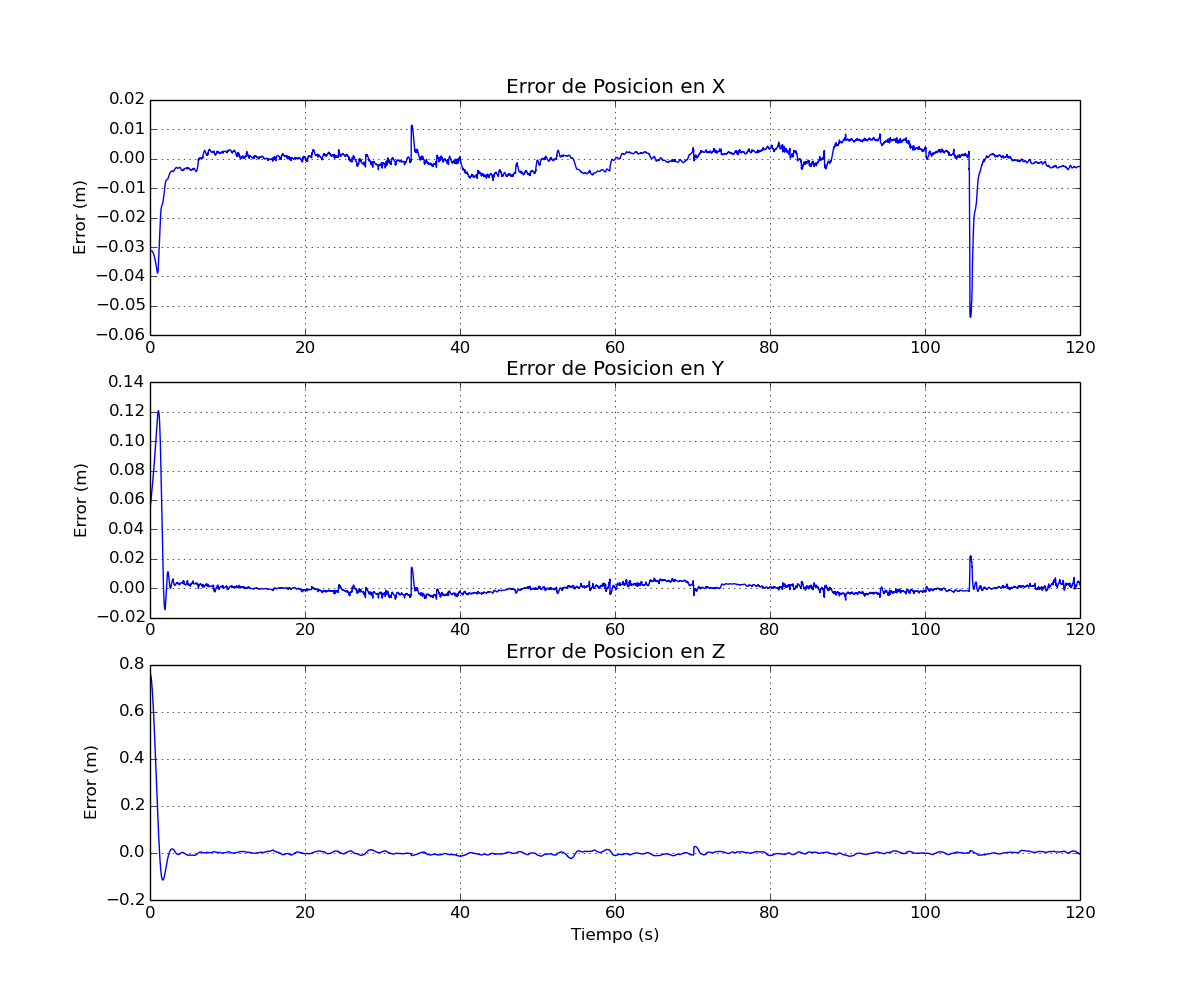 Error de Posicion en X
0.02
0.01
0.00
−0.01
−0.02
−0.03
−0.04
−0.05
−0.06
Error (m)
0 20 40 60 80 100 120
Error de Posicion en Y
0.14
0.12
0.10
0.08
0.06
0.04
0.02
0.00
−0.02
Error (m)
0 20 40 60 80 100 120
Error de Posicion en Z
0.8
0.6
0.4
0.2
0.0
−0.2
Error (m)
0 20 40 60 80 100 120
Tiempo (s)